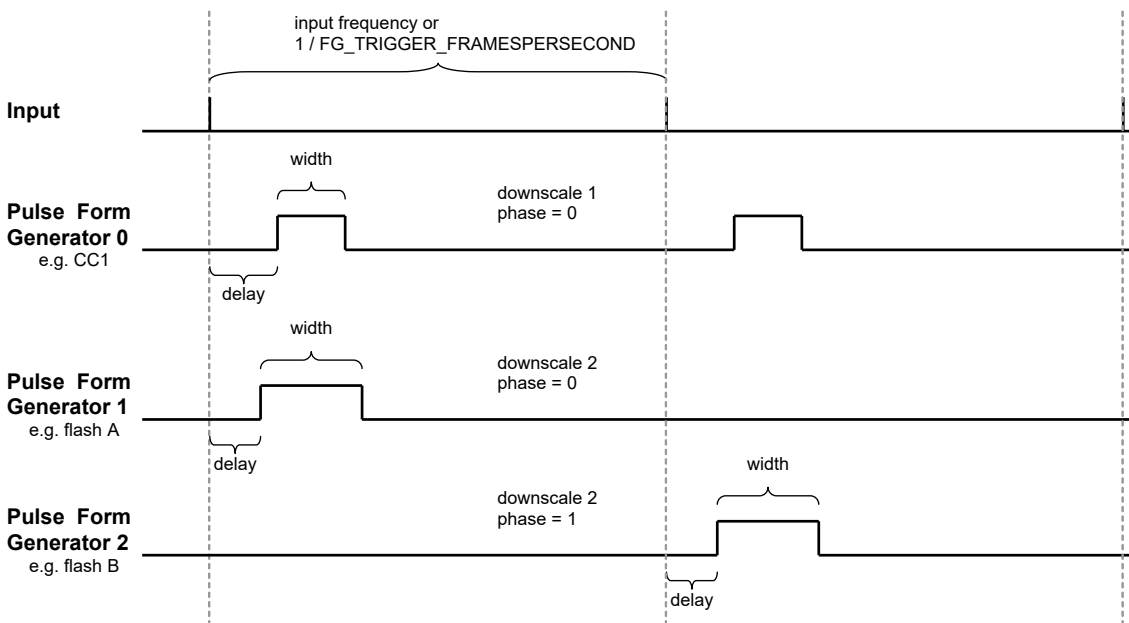 input frequency or
1 / FG_TRIGGER_FRAMESPERSECOND
Input
width
downscale 1
phase = 0
Pulse Form
Generator 0
e.g. CC1
delay
width
downscale 2
phase = 0
Pulse Form
Generator 1
e.g. flash A
delay
width
downscale 2
phase = 1
Pulse Form
Generator 2
e.g. flash B
delay